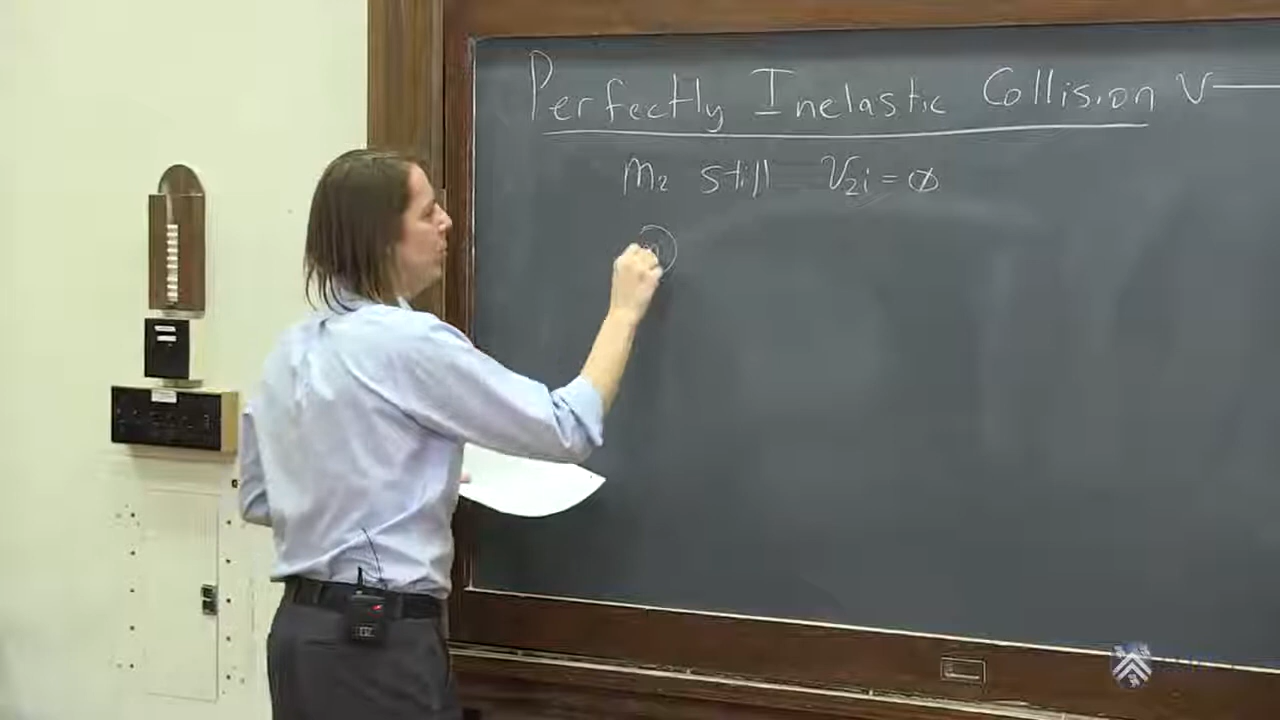 Perfectly Inelastic Collision V
m₂ still V₂ᵢ = 0
m